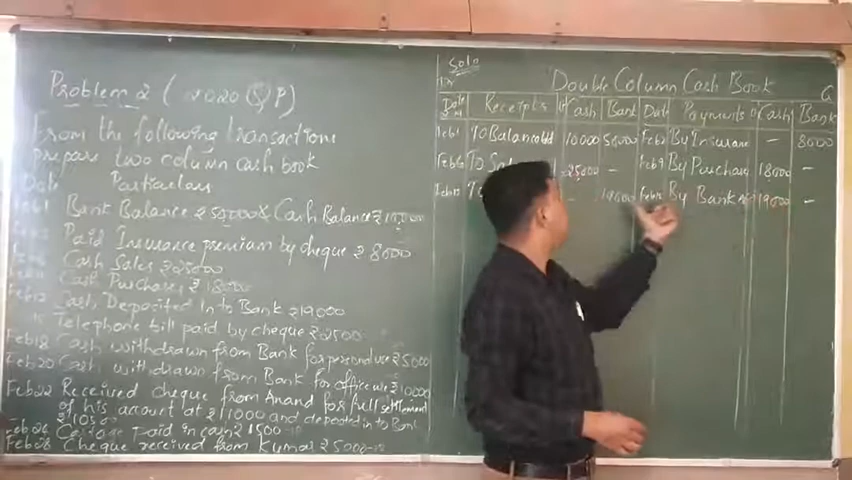 Problem 2 ( 2020 (S) P)
From the following transactions
prepare two column cash book
Date Particulars
Feb1 Bank Balance ₹50000 & Cash Balance ₹10000
Paid Insurance premium by cheque ₹ 8000
Cash Sales ₹25000
Cash Purchases ₹ 18000
Feb12 Cash Deposited into Bank ₹19000
Telephone bill paid by cheque ₹2500
Feb18 Cash withdrawn from Bank for personal use ₹5000
Feb20 Cash withdrawn from Bank for office use ₹10000
Feb22 Received cheque from Anand for full settlement
of his account at ₹11000 and deposited into Bank
₹10500
Feb26 Cartage Paid in cash ₹1500
Feb28 Cheque received from Kumar ₹5000
Soln
Dr Double Column Cash Book
Date Receipts Cash Bank Date Payments Cash Bank
Feb1 To Balance b/d 10000 50000 Feb2 By Insurance - 8000
Feb6 To 25000 - Feb9 By Purchase 18000 -
Feb12 - 19000 Feb12 By Bank 19000 -